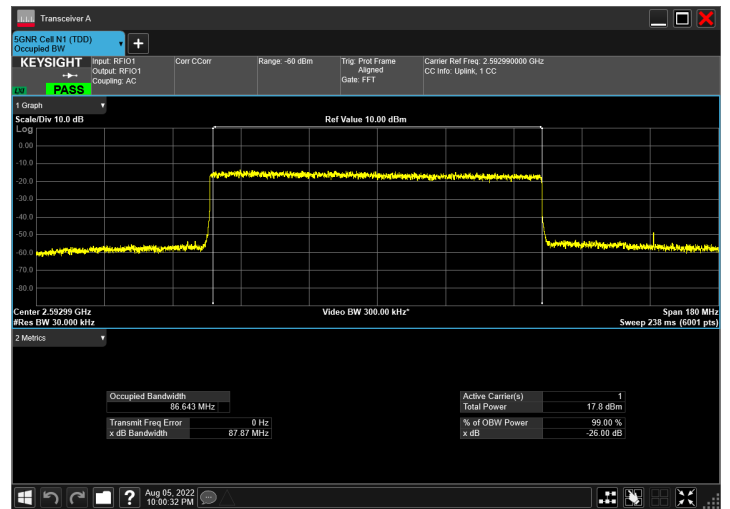 Transceiver A
5GNR Cell N1 (TDD)
Occupied BW
KEYSIGHT
LXI
PASS
Input: RFIO1
Output: RFIO1
Coupling: AC
Corr CCorr
Range: -60 dBm
Trig: Prot Frame
Aligned
Gate: FFT
Carrier Ref Freq: 2.592990000 GHz
CC Info: Uplink, 1 CC
1 Graph
Scale/Div 10.0 dB
Ref Value 10.00 dBm
Log
0.00
-10.0
-20.0
-30.0
-40.0
-50.0
-60.0
-70.0
-80.0
Center 2.59299 GHz
Video BW 300.00 kHz*
Span 180 MHz
#Res BW 30.000 kHz
Sweep 238 ms (6001 pts)
2 Metrics
Occupied Bandwidth
86.643 MHz
Transmit Freq Error 0 Hz
x dB Bandwidth 87.87 MHz
Active Carrier(s) 1
Total Power 17.8 dBm
% of OBW Power 99.00 %
x dB -26.00 dB
Aug 05, 2022
10:00:32 PM